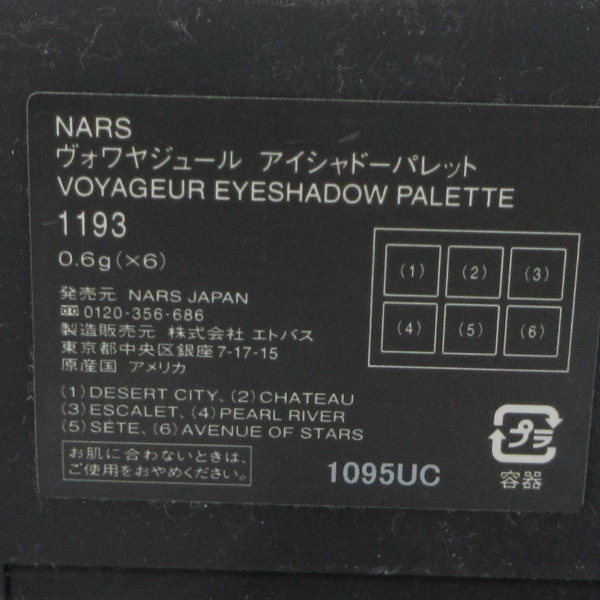 NARS
ヴォワヤジュール アイシャドーパレット
VOYAGEUR EYESHADOW PALETTE
1193
0.6g(×6)
発売元 NARS JAPAN
0120-356-686
製造販売元 株式会社 エトバス
東京都中央区銀座7-17-15
原産国 アメリカ
(1) (2) (3)
(4) (5) (6)
(1)DESERT CITY、(2)CHATEAU
(3)ESCALET、(4)PEARL RIVER
(5)SÈTE、(6)AVENUE OF STARS
お肌に合わないときは、
ご使用をおやめください。
1095UC
プラ
容器